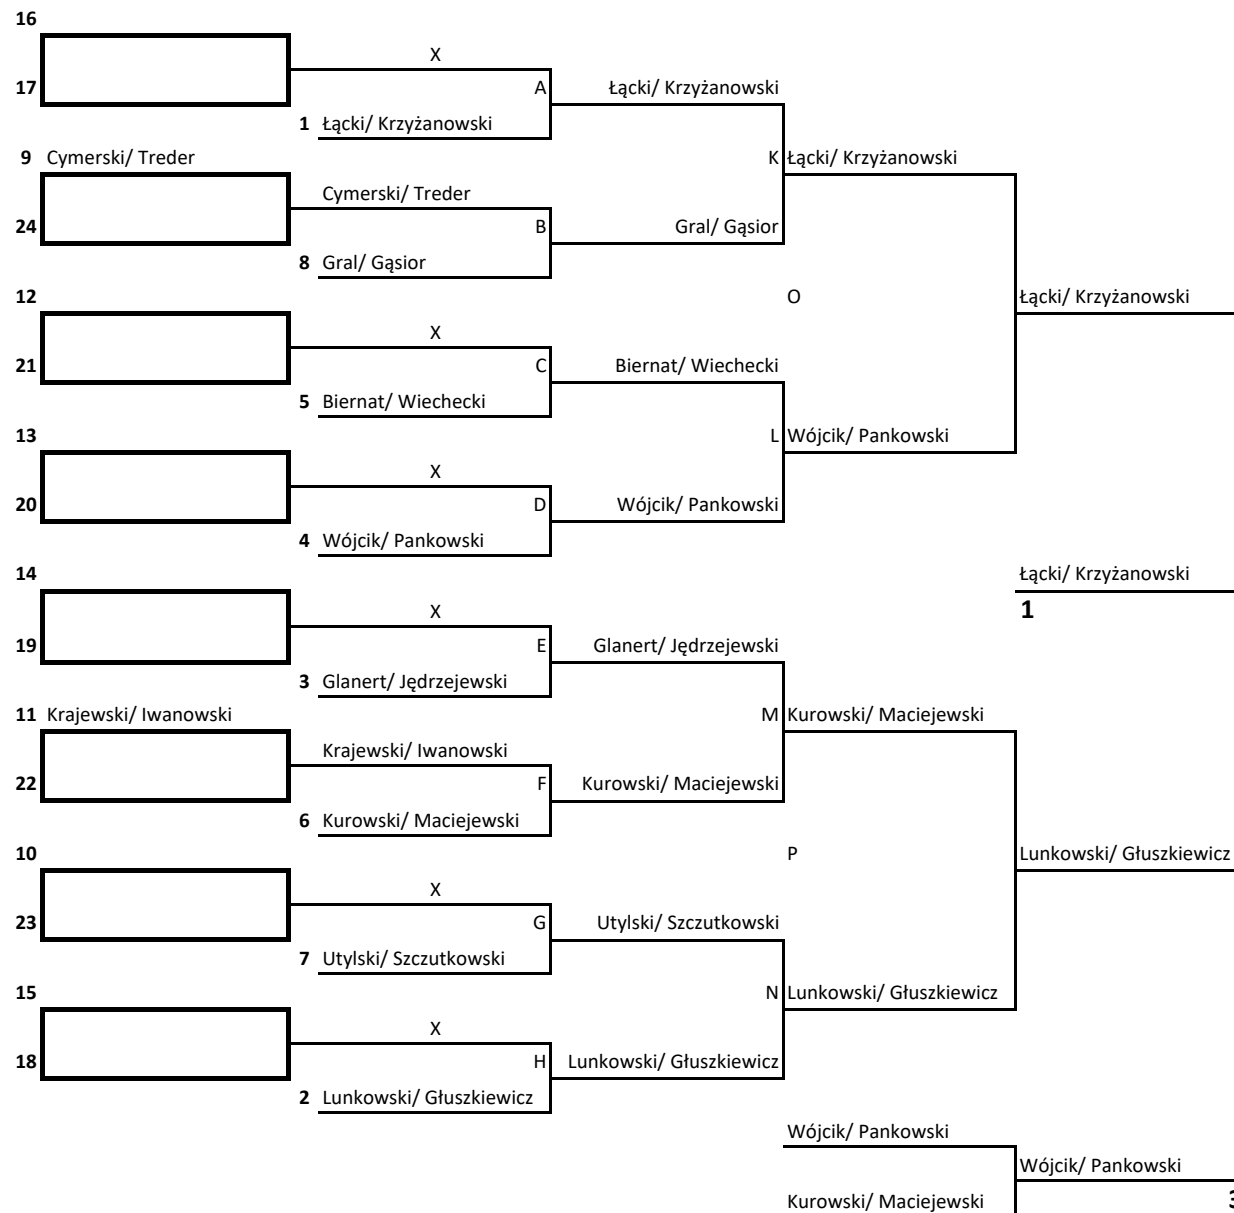 16
X
17
A
Łącki/ Krzyżanowski
1 Łącki/ Krzyżanowski
9 Cymerski/ Treder
K Łącki/ Krzyżanowski
Cymerski/ Treder
24
B
Gral/ Gąsior
8 Gral/ Gąsior
12
O
Łącki/ Krzyżanowski
X
21
C
Biernat/ Wiechecki
5 Biernat/ Wiechecki
13
L Wójcik/ Pankowski
X
20
D
Wójcik/ Pankowski
4 Wójcik/ Pankowski
14
Łącki/ Krzyżanowski
X
1
19
E
Glanert/ Jędrzejewski
3 Glanert/ Jędrzejewski
11 Krajewski/ Iwanowski
M Kurowski/ Maciejewski
Krajewski/ Iwanowski
22
F
Kurowski/ Maciejewski
6 Kurowski/ Maciejewski
10
P
Lunkowski/ Głuszkiewicz
X
23
G
Utylski/ Szczutkowski
7 Utylski/ Szczutkowski
15
N Lunkowski/ Głuszkiewicz
X
18
H
Lunkowski/ Głuszkiewicz
2 Lunkowski/ Głuszkiewicz
Wójcik/ Pankowski
Wójcik/ Pankowski
Kurowski/ Maciejewski
3